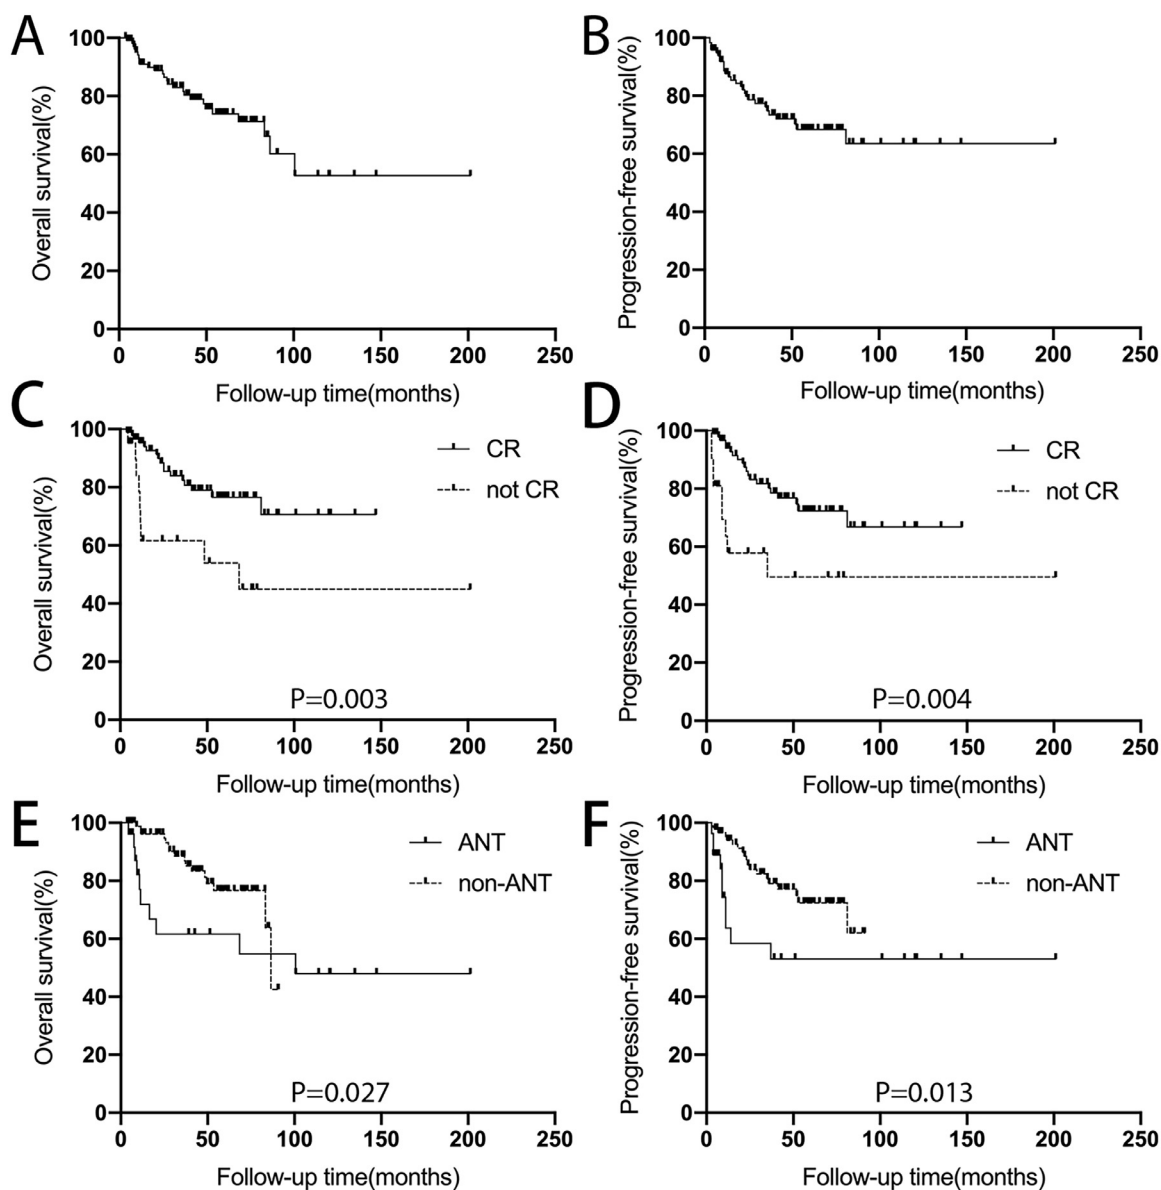 A
Overall survival(%)
100
80
60
40
20
0
0 50 100 150 200 250
Follow-up time(months)
B
Progression-free survival(%)
100
80
60
40
20
0
0 50 100 150 200 250
Follow-up time(months)
C
Overall survival(%)
100
80
60
40
20
0
CR
not CR
P=0.003
0 50 100 150 200 250
Follow-up time(months)
D
Progression-free survival(%)
100
80
60
40
20
0
CR
not CR
P=0.004
0 50 100 150 200 250
Follow-up time(months)
E
Overall survival(%)
100
80
60
40
20
0
ANT
non-ANT
P=0.027
0 50 100 150 200 250
Follow-up time(months)
F
Progression-free survival(%)
100
80
60
40
20
0
ANT
non-ANT
P=0.013
0 50 100 150 200 250
Follow-up time(months)